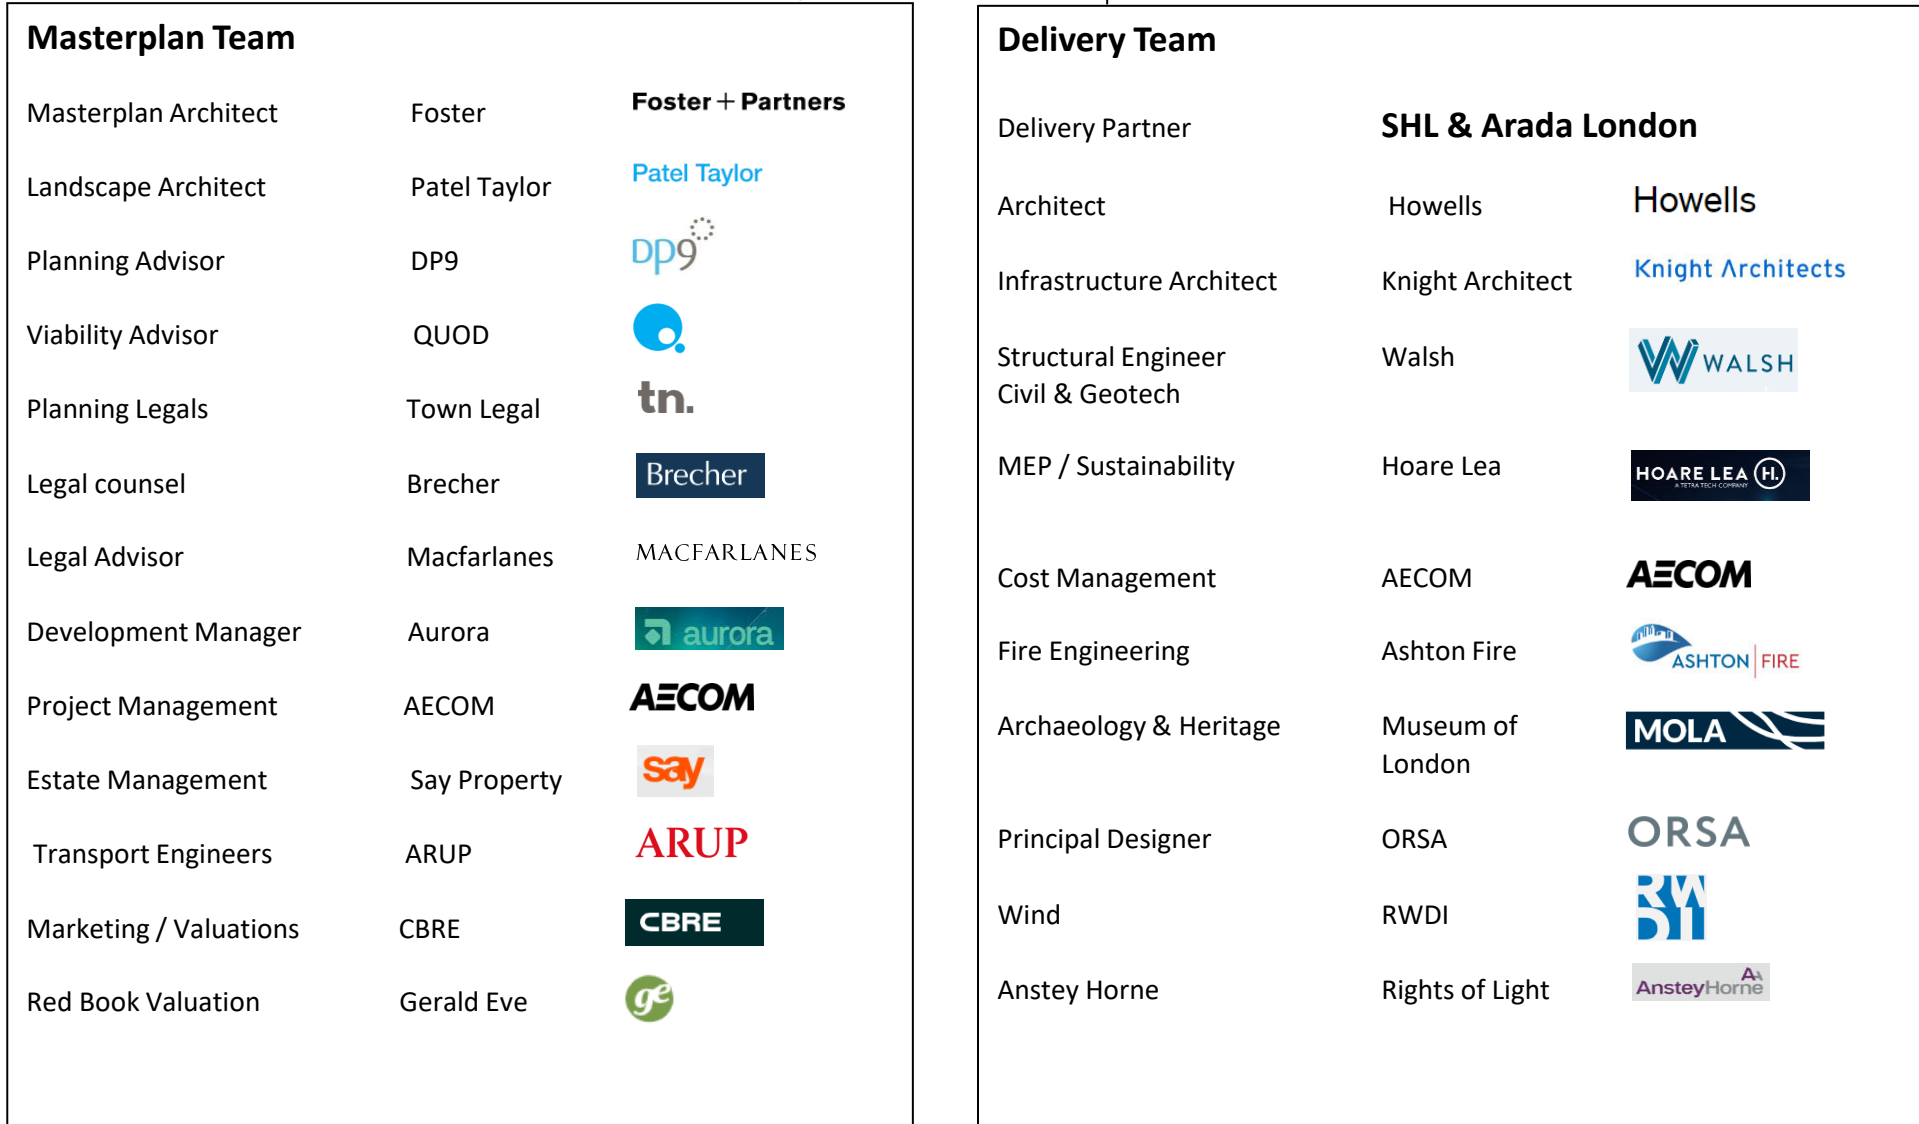 Masterplan Team
Masterplan Architect Foster Foster + Partners
Landscape Architect Patel Taylor Patel Taylor
Planning Advisor DP9 DP9
Viability Advisor QUOD
Planning Legals Town Legal tn.
Legal counsel Brecher Brecher
Legal Advisor Macfarlanes MACFARLANES
Development Manager Aurora aurora
Project Management AECOM AECOM
Estate Management Say Property say
Transport Engineers ARUP ARUP
Marketing / Valuations CBRE CBRE
Red Book Valuation Gerald Eve ge
Delivery Team
Delivery Partner SHL & Arada London
Architect Howells Howells
Infrastructure Architect Knight Architect Knight Architects
Structural Engineer Walsh WALSH
Civil & Geotech
MEP / Sustainability Hoare Lea HOARE LEA H.
A TETRA TECH COMPANY
Cost Management AECOM AECOM
Fire Engineering Ashton Fire ASHTON FIRE
Archaeology & Heritage Museum of MOLA
London
Principal Designer ORSA ORSA
Wind RWDI RWDI
Anstey Horne Rights of Light AnsteyHorne